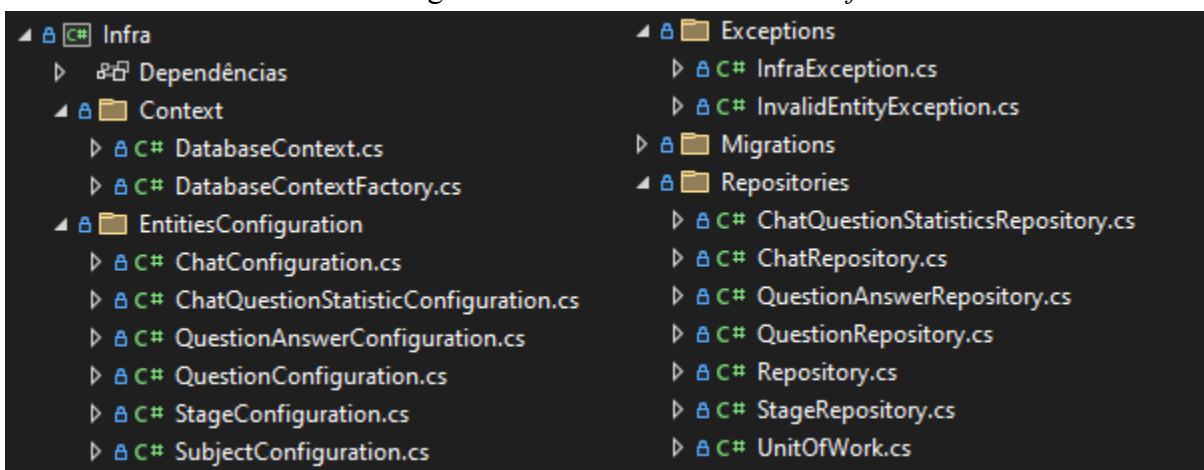 Infra
Dependências
Context
C# DatabaseContext.cs
C# DatabaseContextFactory.cs
EntitiesConfiguration
C# ChatConfiguration.cs
C# ChatQuestionStatisticConfiguration.cs
C# QuestionAnswerConfiguration.cs
C# QuestionConfiguration.cs
C# StageConfiguration.cs
C# SubjectConfiguration.cs
Exceptions
C# InfraException.cs
C# InvalidEntityException.cs
Migrations
Repositories
C# ChatQuestionStatisticsRepository.cs
C# ChatRepository.cs
C# QuestionAnswerRepository.cs
C# QuestionRepository.cs
C# Repository.cs
C# StageRepository.cs
C# UnitOfWork.cs